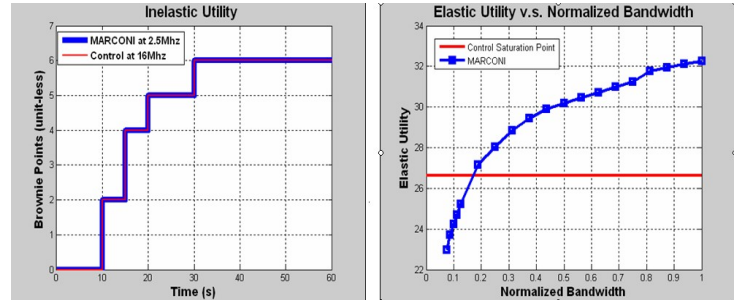 Inelastic Utility
7
6
5
4
3
2
1
0
Brownie Points (unit-less)
MARCONI at 2.5Mhz
Control at 16Mhz
0 10 20 30 40 50 60
Time (s)
Elastic Utility v.s. Normalized Bandwidth
34
32
30
28
26
24
22
Elastic Utility
Control Saturation Point
MARCONI
0 0.1 0.2 0.3 0.4 0.5 0.6 0.7 0.8 0.9 1
Normalized Bandwidth